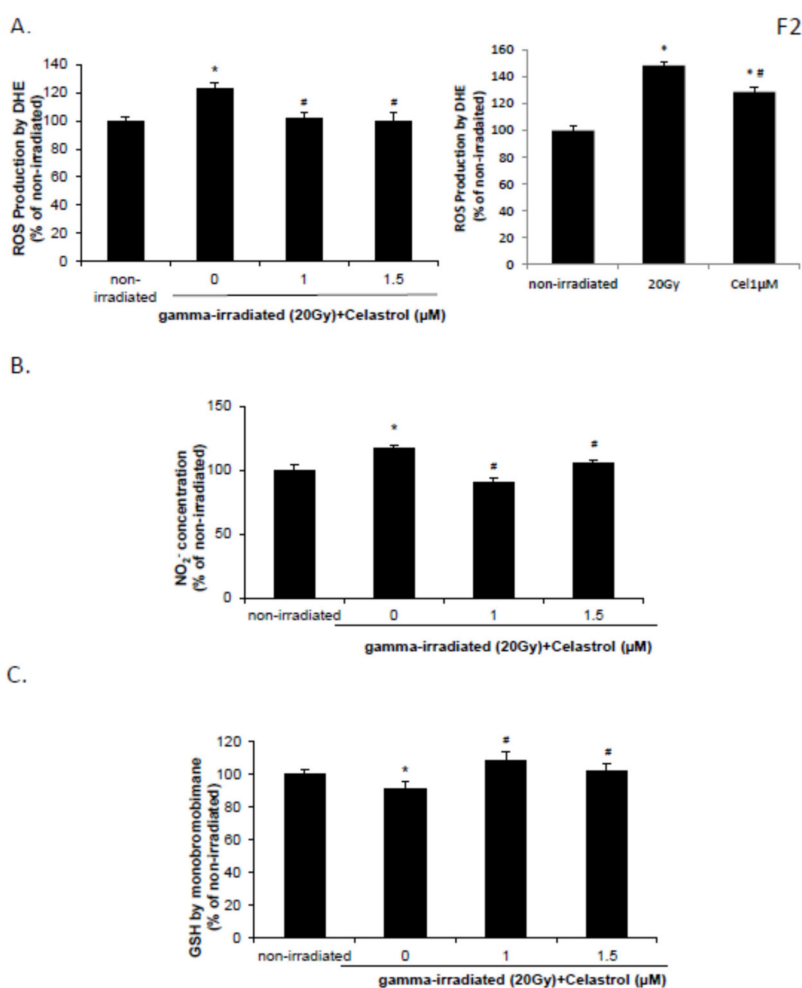 A.
F2
ROS Production by DHE
(% of non-irradiated)
140
120
100
80
60
40
20
0
*
#
#
non-
irradiated
0
1
1.5
gamma-irradiated (20Gy)+Celastrol (µM)
ROS Production by DHE
(% of non-irradaited)
160
140
120
100
80
60
40
20
0
*
* #
non-irradiated
20Gy
Cel1µM
B.
NO2- concentration
(% of non-irradiated)
150
100
50
0
*
#
#
non-irradiated
0
1
1.5
gamma-irradiated (20Gy)+Celastrol (µM)
C.
GSH by monobromobimane
(% of non-irradiated)
120
100
80
60
40
20
0
*
#
#
non-irradiated
0
1
1.5
gamma-irradiated (20Gy)+Celastrol (µM)